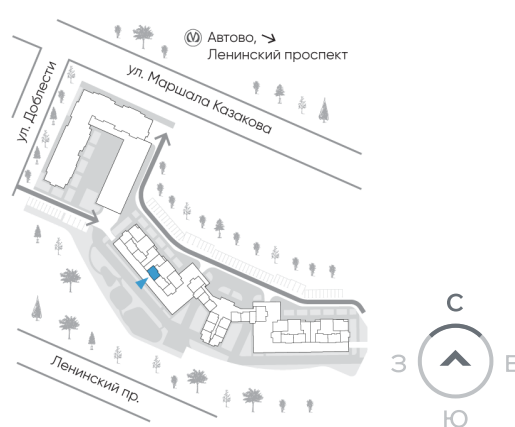 Автово,
Ленинский проспект
ул. Маршала Казакова
ул. Доблести
Ленинский пр.
С
З
В
Ю